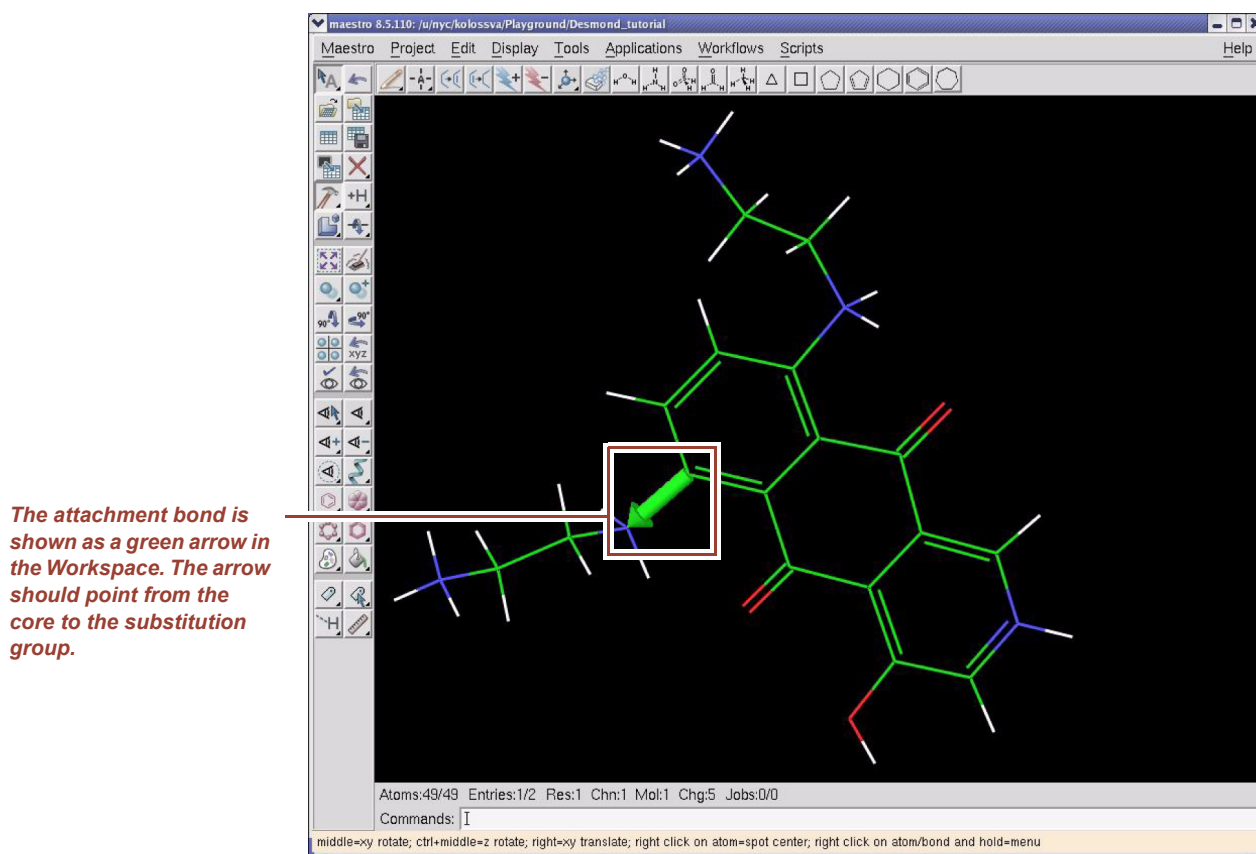 maestro 8.5.110: /u/nyc/kolossva/Playground/Desmond_tutorial
Maestro Project Edit Display Tools Applications Workflows Scripts Help
The attachment bond is
shown as a green arrow in
the Workspace. The arrow
should point from the
core to the substitution
group.
+H
90°
90°
xyz
H
Atoms:49/49 Entries:1/2 Res:1 Chn:1 Mol:1 Chg:5 Jobs:0/0
Commands:
middle=xy rotate; ctrl+middle=z rotate; right=xy translate; right click on atom=spot center; right click on atom/bond and hold=menu